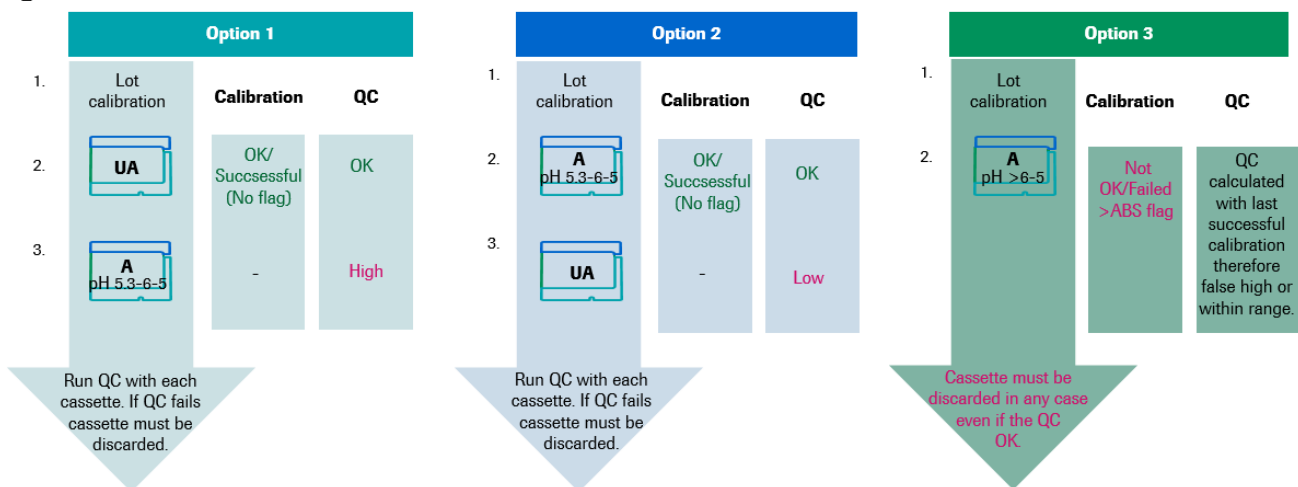 Option 1
1.
Lot
calibration
Calibration
QC
2.
UA
OK/
Succsessful
(No flag)
OK
3.
A
pH 5.3-6-5
-
High
Run QC with each
cassette. If QC fails
cassette must be
discarded.
Option 2
1.
Lot
calibration
Calibration
QC
2.
A
pH 5.3-6-5
OK/
Succsessful
(No flag)
OK
3.
UA
-
Low
Run QC with each
cassette. If QC fails
cassette must be
discarded.
Option 3
1.
Lot
calibration
Calibration
QC
2.
A
pH >6-5
Not
OK/Failed
>ABS flag
QC
calculated
with last
successful
calibration
therefore
false high or
within range.
Cassette must be
discarded in any case
even if the QC
OK.